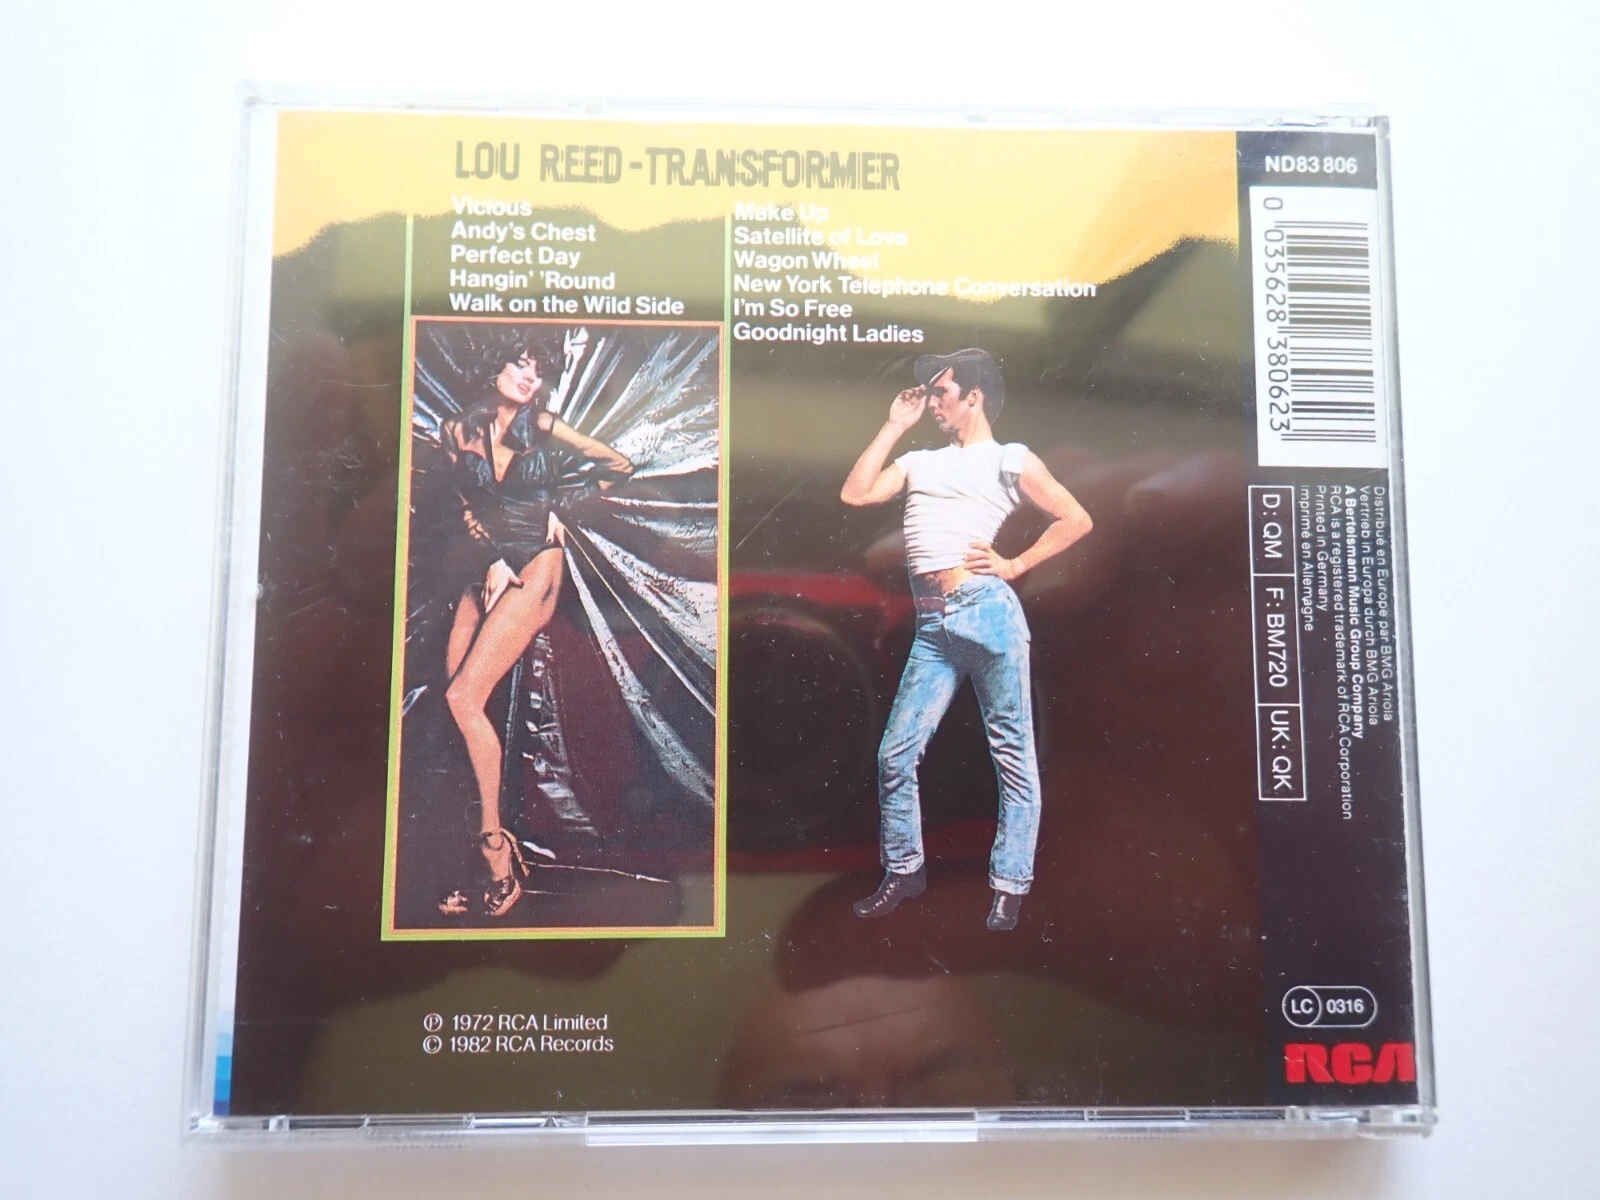 LOU REED-TRANSFORMER
Vicious
Andy's Chest
Perfect Day
Hangin' 'Round
Walk on the Wild Side
Make Up
Satellite of Love
Wagon Wheel
New York Telephone Conversation
I'm So Free
Goodnight Ladies
℗ 1972 RCA Limited
© 1982 RCA Records
ND83806
0 035628 380623
Distribué en Europe par BMG Ariola
Vertrieb in Europa durch BMG Ariola
A Bertelsmann Music Group Company
RCA is a registered trademark of RCA Corporation
Printed in Germany
Imprimé en Allemagne
D: QM F: BM720 UK: QK
LC 0316
RCA